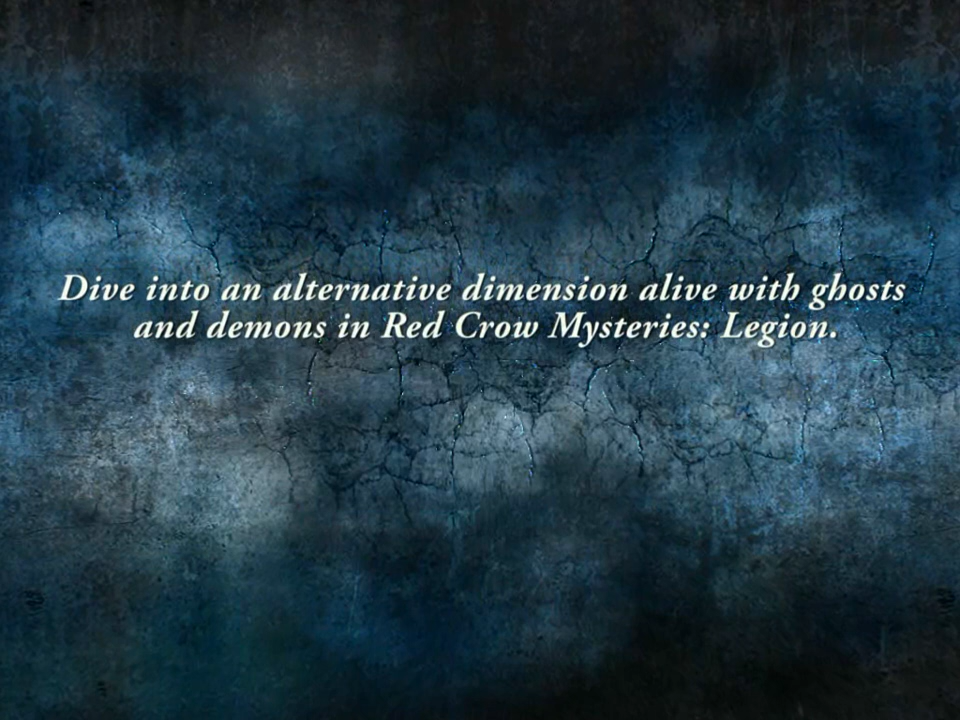 Dive into an alternative dimension alive with ghosts
and demons in Red Crow Mysteries: Legion.